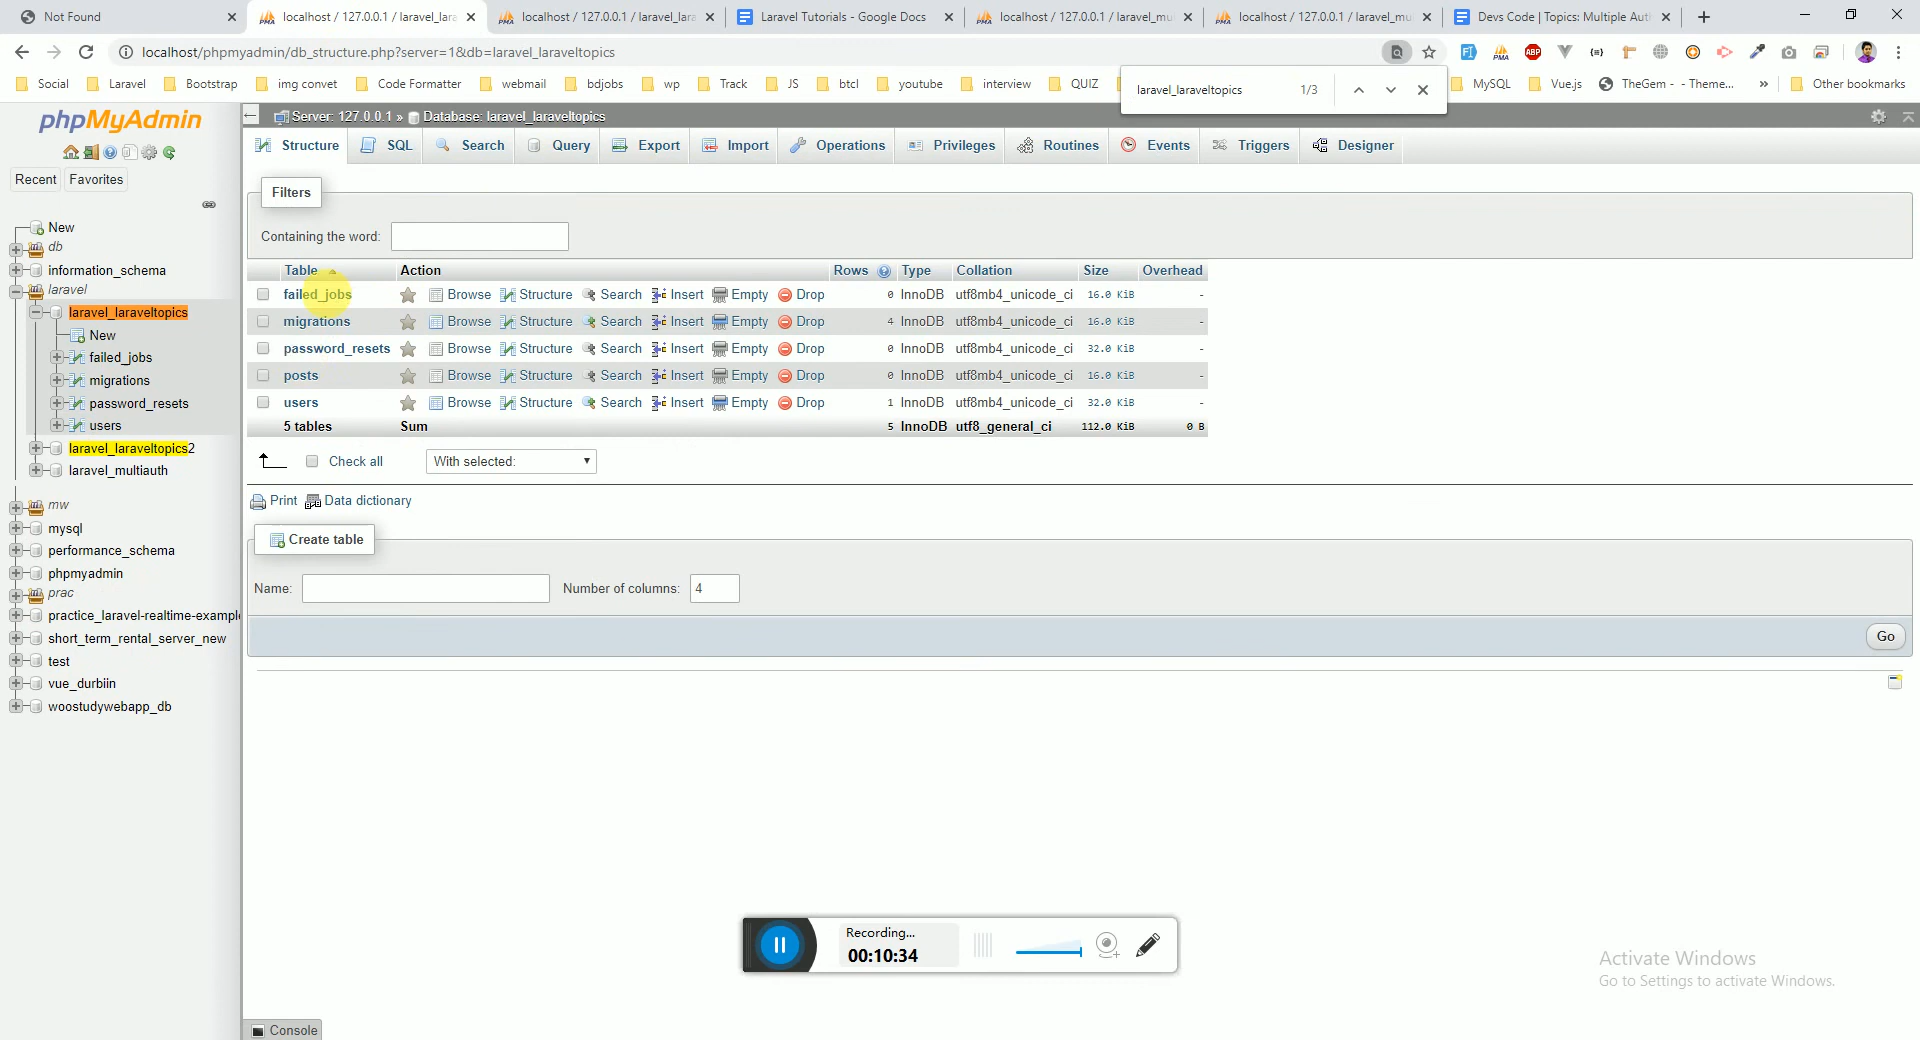 Not Found
localhost / 127.0.0.1 / laravel_lara
localhost / 127.0.0.1 / laravel_lara
Laravel Tutorials - Google Docs
localhost / 127.0.0.1 / laravel_mu
localhost / 127.0.0.1 / laravel_mu
Devs Code | Topics: Multiple Aut
localhost/phpmyadmin/db_structure.php?server=1&db=laravel_laraveltopics
Social
Laravel
Bootstrap
img convet
Code Formatter
webmail
bdjobs
wp
Track
JS
btcl
youtube
interview
QUIZ
MySQL
Vue.js
TheGem - - Theme...
»
Other bookmarks
laravel_laraveltopics 1/3
phpMyAdmin
Recent Favorites
New
db
information_schema
laravel
laravel_laraveltopics
New
failed_jobs
migrations
password_resets
users
laravel_laraveltopics2
laravel_multiauth
mw
mysql
performance_schema
phpmyadmin
prac
practice_laravel-realtime-example
short_term_rental_server_new
test
vue_durbiin
woostudywebapp_db
Server: 127.0.0.1 » Database: laravel_laraveltopics
Structure SQL Search Query Export Import Operations Privileges Routines Events Triggers Designer
Filters
Containing the word:
Table Action Rows Type Collation Size Overhead
failed_jobs Browse Structure Search Insert Empty Drop 0 InnoDB utf8mb4_unicode_ci 16.0 KiB -
migrations Browse Structure Search Insert Empty Drop 4 InnoDB utf8mb4_unicode_ci 16.0 KiB -
password_resets Browse Structure Search Insert Empty Drop 0 InnoDB utf8mb4_unicode_ci 32.0 KiB -
posts Browse Structure Search Insert Empty Drop 0 InnoDB utf8mb4_unicode_ci 16.0 KiB -
users Browse Structure Search Insert Empty Drop 1 InnoDB utf8mb4_unicode_ci 32.0 KiB -
5 tables Sum 5 InnoDB utf8_general_ci 112.0 KiB 0 B
Check all With selected:
Print Data dictionary
Create table
Name: Number of columns: 4
Go
Recording...
00:10:34
Activate Windows
Go to Settings to activate Windows.
Console